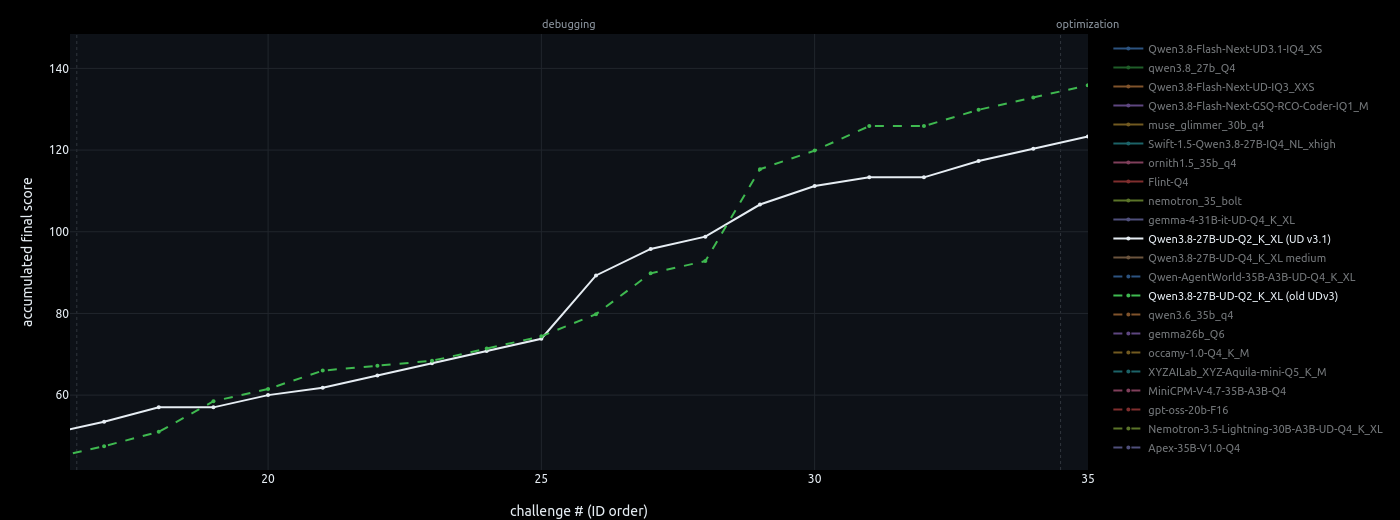 debugging
optimization
140
120
100
80
60
accumulated final score
20
25
30
35
challenge # (ID order)
Qwen3.8-Flash-Next-UD3.1-IQ4_XS
qwen3.8_27b_Q4
Qwen3.8-Flash-Next-UD-IQ3_XXS
Qwen3.8-Flash-Next-GSQ-RCO-Coder-IQ1_M
muse_glimmer_30b_q4
Swift-1.5-Qwen3.8-27B-IQ4_NL_xhigh
ornith1.5_35b_q4
Flint-Q4
nemotron_35_bolt
gemma-4-31B-it-UD-Q4_K_XL
Qwen3.8-27B-UD-Q2_K_XL (UD v3.1)
Qwen3.8-27B-UD-Q4_K_XL medium
Qwen-AgentWorld-35B-A3B-UD-Q4_K_XL
Qwen3.8-27B-UD-Q2_K_XL (old UDv3)
qwen3.6_35b_q4
gemma26b_Q6
occamy-1.0-Q4_K_M
XYZAILab_XYZ-Aquila-mini-Q5_K_M
MiniCPM-V-4.7-35B-A3B-Q4
gpt-oss-20b-F16
Nemotron-3.5-Lightning-30B-A3B-UD-Q4_K_XL
Apex-35B-V1.0-Q4